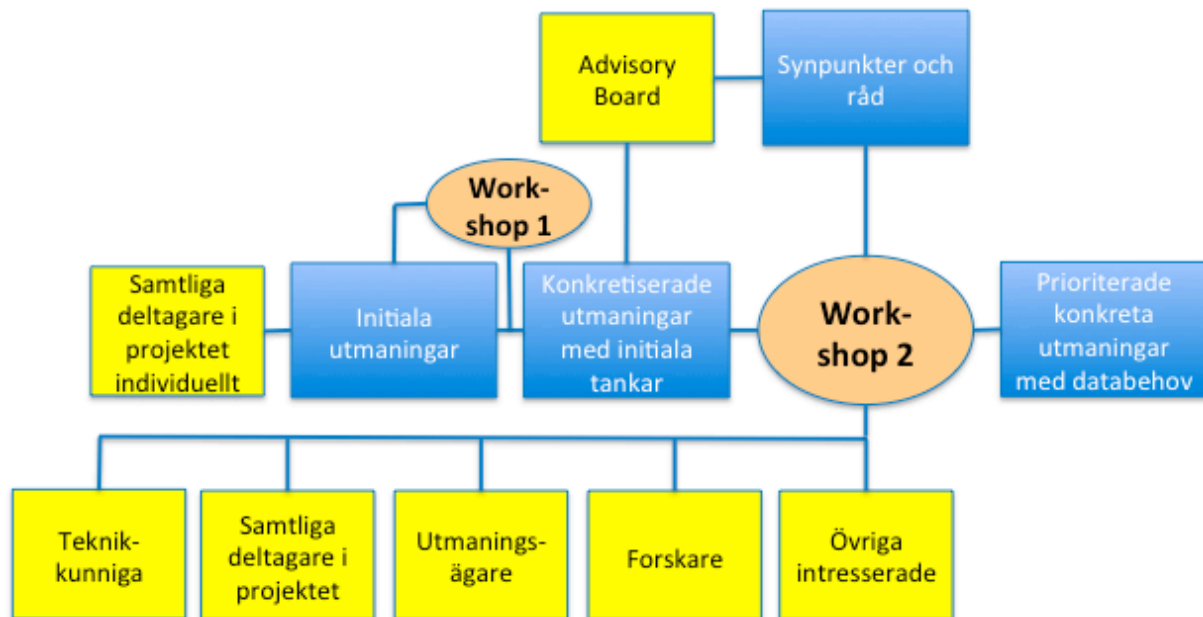 Advisory
Board
Synpunkter och
råd
Work-
shop 1
Samtliga
deltagare i
projektet
individuellt
Initiala
utmaningar
Konkretiserade
utmaningar
med initiala
tankar
Work-
shop 2
Prioriterade
konkreta
utmaningar
med databehov
Teknik-
kunniga
Samtliga
deltagare i
projektet
Utmanings-
ägare
Forskare
Övriga
intresserade